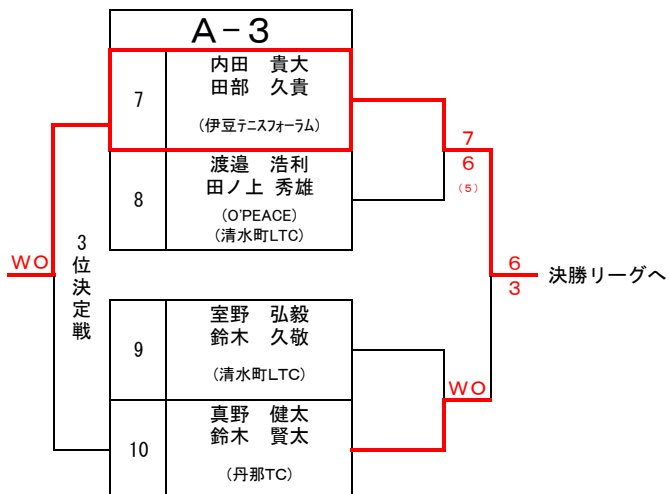 A-3
7
内田　貴大
田部　久貴
(伊豆テニスフォーラム)
8
渡邉　浩利
田ノ上 秀雄
(O'PEACE)
(清水町LTC)
9
室野　弘毅
鈴木　久敬
(清水町LTC)
10
真野　健太
鈴木　賢太
(丹那TC)
WO
3位決定戦
7
6
(5)
6
3
決勝リーグへ
WO